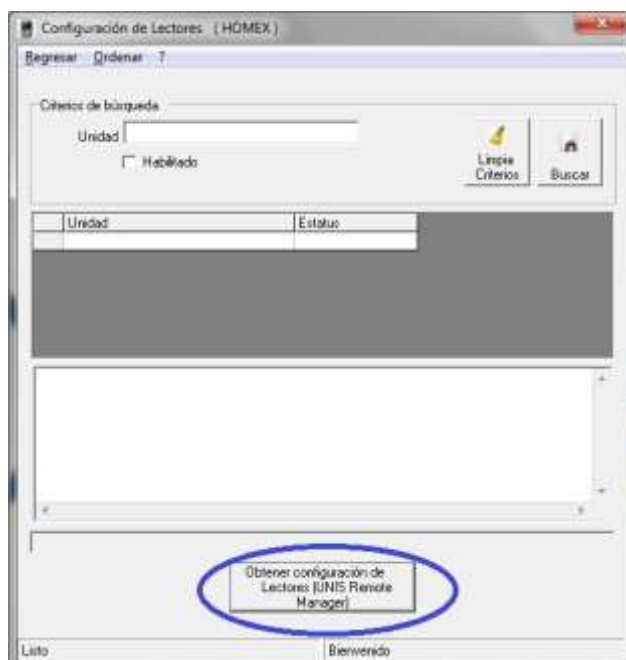 Configuración de Lectores ( HOMEX )
Regresar Ordenar ?
Criterios de búsqueda
Unidad
Habilitado
Limpia
Criterios
Buscar
Unidad Estatus
Obtener configuración de
Lectores (UNIS Remote
Manager)
Listo Bienvenido